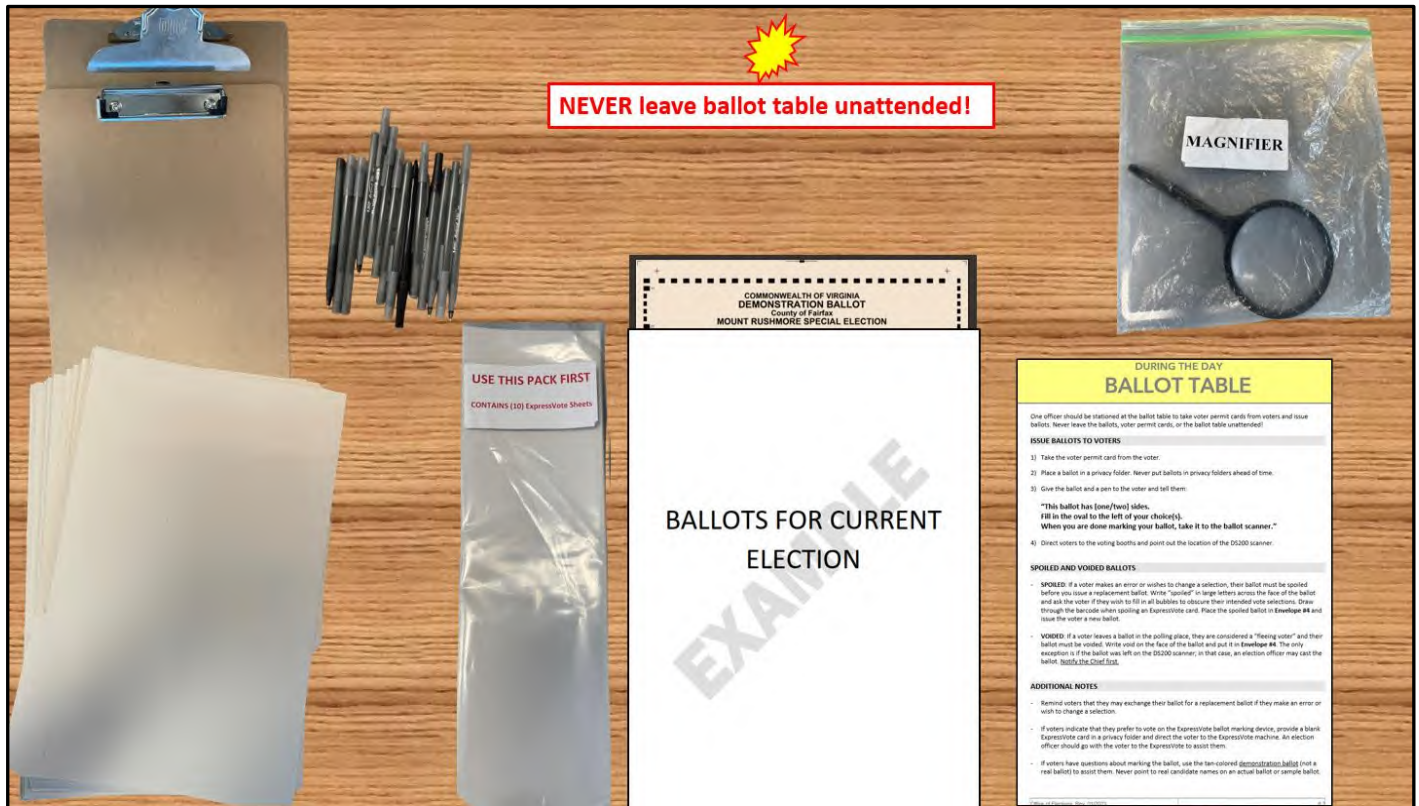 NEVER leave ballot table unattended!
MAGNIFIER
COMMONWEALTH OF VIRGINIA
DEMONSTRATION BALLOT
County of Fairfax
MOUNT RUSHMORE SPECIAL ELECTION
USE THIS PACK FIRST
CONTAINS (10) ExpressVote Sheets
BALLOTS FOR CURRENT
ELECTION
EXAMPLE
DURING THE DAY
BALLOT TABLE
One officer should be stationed at the ballot table to take voter permit cards from voters and issue
ballots. Never leave the ballots, voter permit cards, or the ballot table unattended!
ISSUE BALLOTS TO VOTERS
1) Take the voter permit card from the voter.
2) Place a ballot in a privacy folder. Never put ballots in privacy folders ahead of time.
3) Give the ballot and a pen to the voter and tell them:
"This ballot has [one/two] sides.
Fill in the oval to the left of your choice(s).
When you are done marking your ballot, take it to the ballot scanner."
4) Direct voters to the voting booths and point out the location of the DS200 scanner.
SPOILED AND VOIDED BALLOTS
- SPOILED: If a voter makes an error or wishes to change a selection, their ballot must be spoiled
before you issue a replacement ballot. Write "spoiled" in large letters across the face of the ballot
and ask the voter if they wish to fill in all bubbles to obscure their intended vote selections. Draw
through the barcode when spoiling an ExpressVote card. Place the spoiled ballot in Envelope #4 and
issue the voter a new ballot.
- VOIDED: If a voter leaves a ballot in the polling place, they are considered a "fleeing voter" and their
ballot must be voided. Write void on the face of the ballot and put it in Envelope #4. The only
exception is if the ballot was left on the DS200 scanner; in that case, an election officer may cast the
ballot. Notify the Chief first.
ADDITIONAL NOTES
- Remind voters that they may exchange their ballot for a replacement ballot if they make an error or
wish to change a selection.
- If voters indicate that they prefer to vote on the ExpressVote ballot marking device, provide a blank
ExpressVote card in a privacy folder and direct the voter to the ExpressVote machine. An election
officer should go with the voter to the ExpressVote to assist them.
- If voters have questions about marking the ballot, use the tan-colored demonstration ballot (not a
real ballot) to assist them. Never point to real candidate names on an actual ballot or sample ballot.